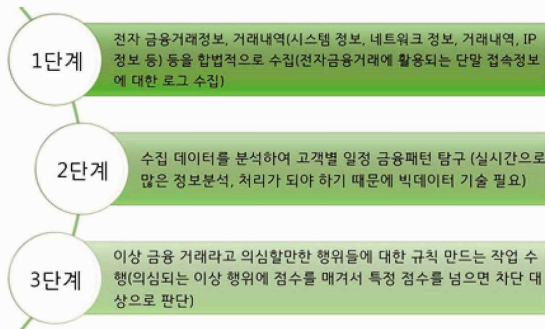 1단계
전자 금융거래정보, 거래내역(시스템 정보, 네트워크 정보, 거래내역, IP
정보 등) 등을 합법적으로 수집(전자금융거래에 활용되는 단말 접속정보
에 대한 로그 수집)
2단계
수집 데이터를 분석하여 고객별 일정 금융패턴 탐구 (실시간으로
많은 정보분석, 처리가 되야 하기 때문에 빅데이터 기술 필요)
3단계
이상 금융 거래라고 의심할만한 행위들에 대한 규칙 만드는 작업 수
행(의심되는 이상 행위에 점수를 매겨서 특정 점수를 넘으면 차단 대
상으로 판단)